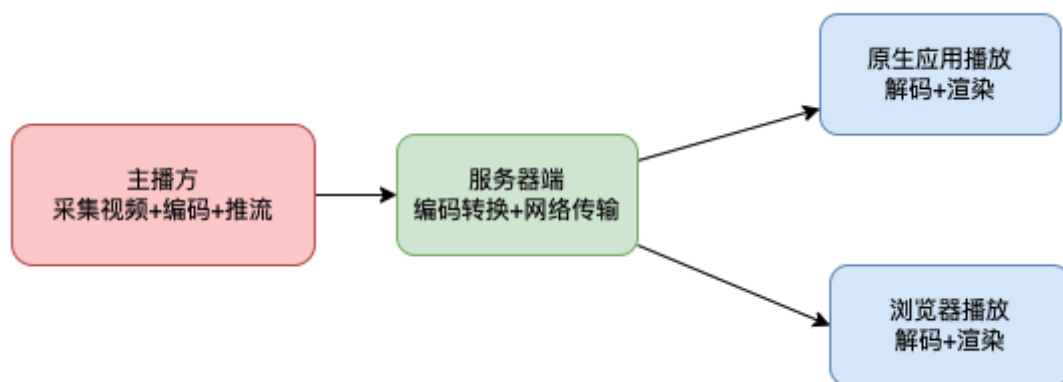 主播方
采集视频+编码+推流
服务器端
编码转换+网络传输
原生应用播放
解码+渲染
浏览器播放
解码+渲染